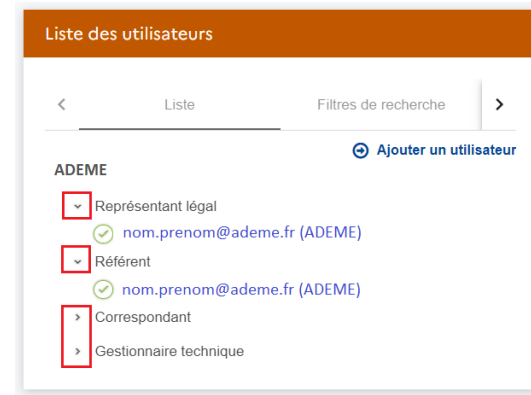 Liste des utilisateurs
Liste Filtres de recherche
Ajouter un utilisateur
ADEME
Représentant légal
nom.prenom@ademe.fr (ADEME)
Référent
nom.prenom@ademe.fr (ADEME)
Correspondant
Gestionnaire technique